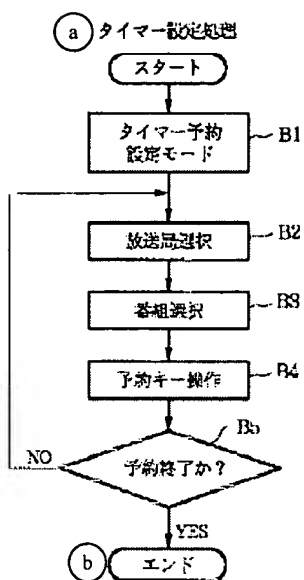 a タイマー設定処理
スタート
タイマー予約
設定モード
B1
放送局選択
B2
番組選択
B3
予約キー操作
B4
B5
予約終了か?
NO
YES
b エンド